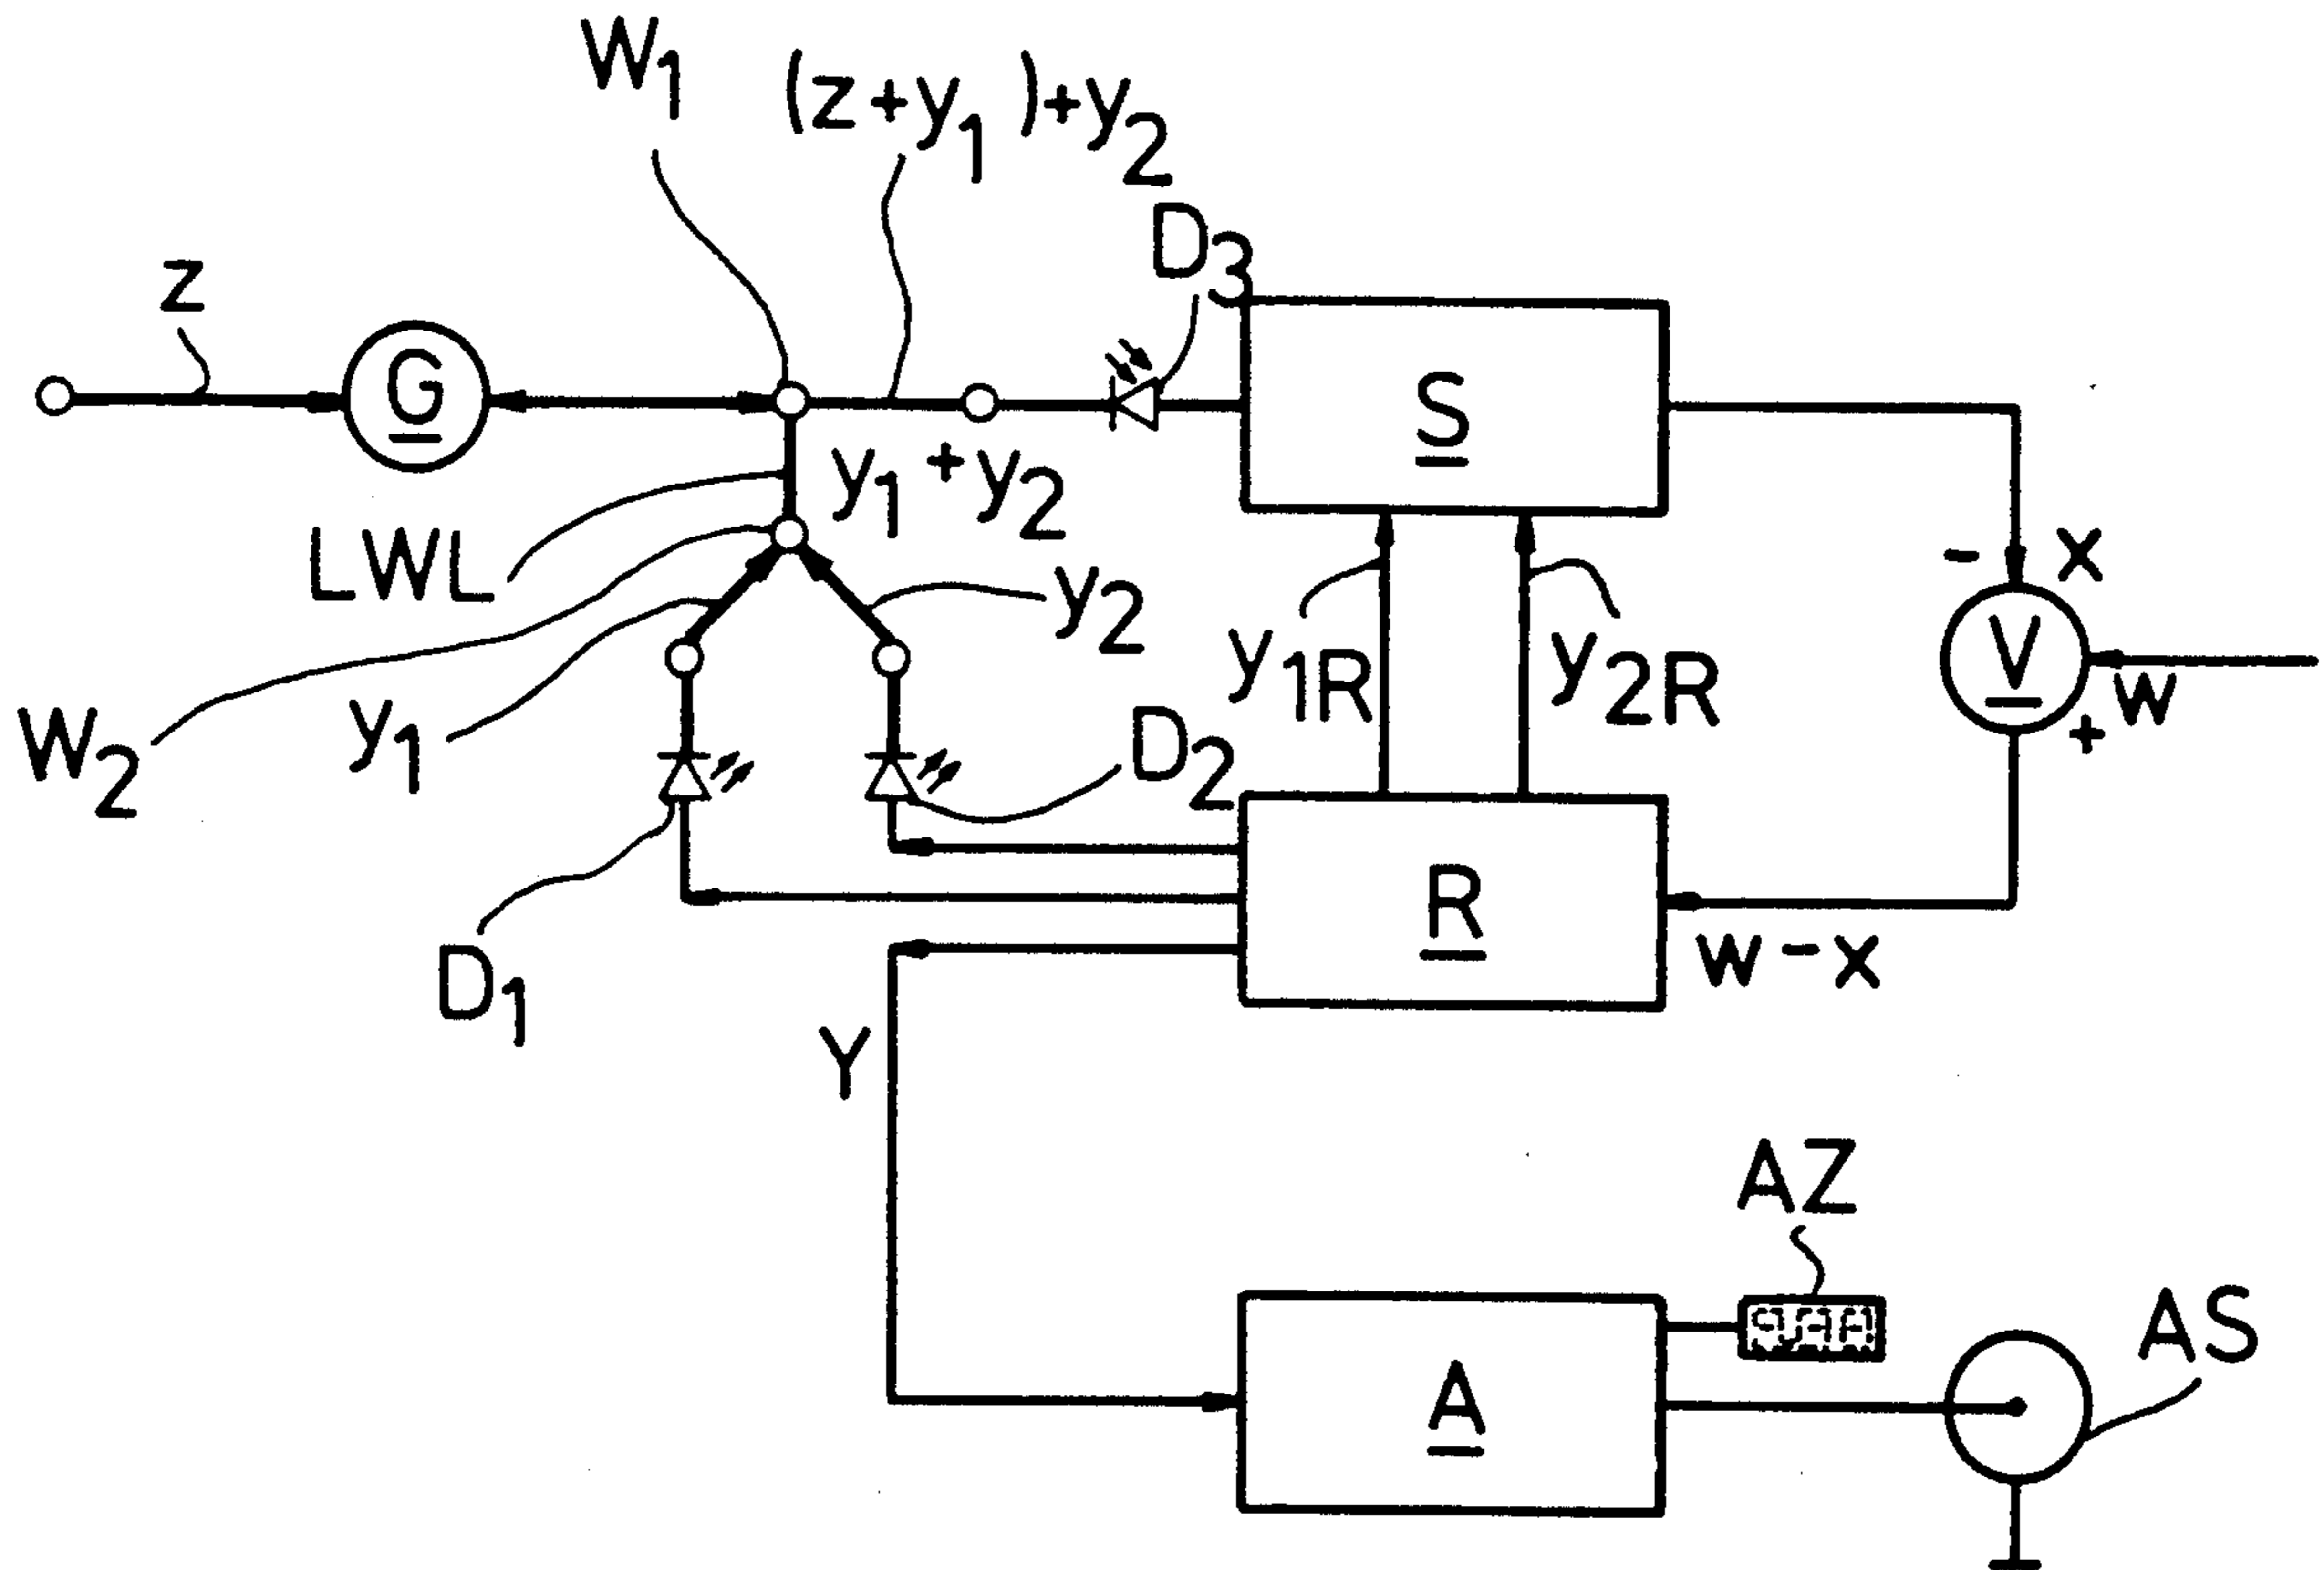 W1
(z+y1)+y2
D3
z
G
S
y1+y2
LWL
- x
y2
V
y1R
y2R
w
+
W2
y1
D2
R
w-x
D1
Y
AZ
AS
A